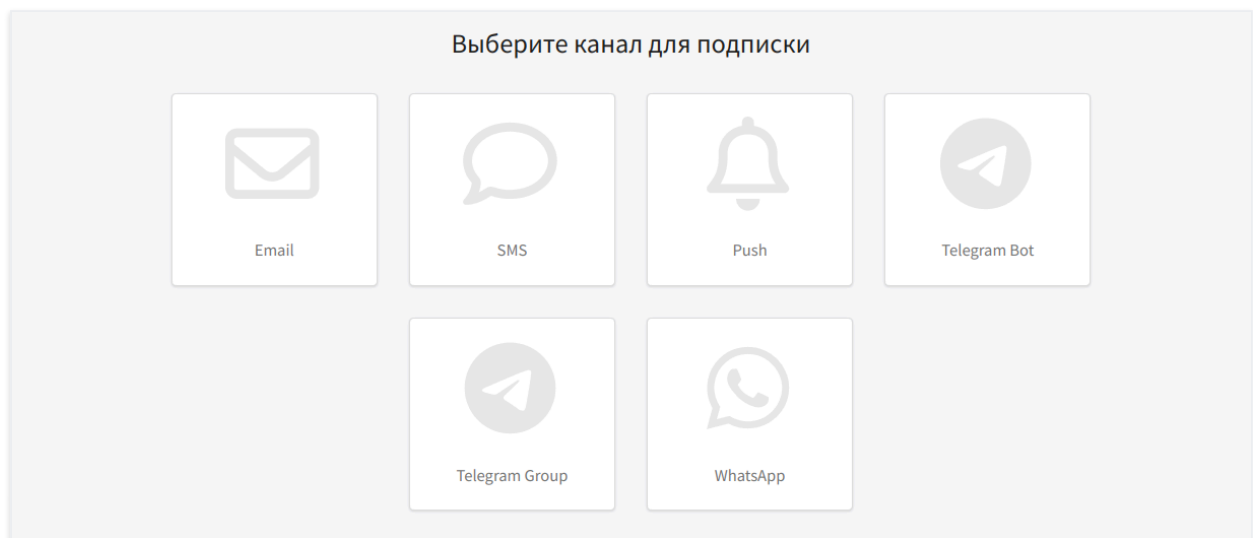 Выберите канал для подписки
Email
SMS
Push
Telegram Bot
Telegram Group
WhatsApp